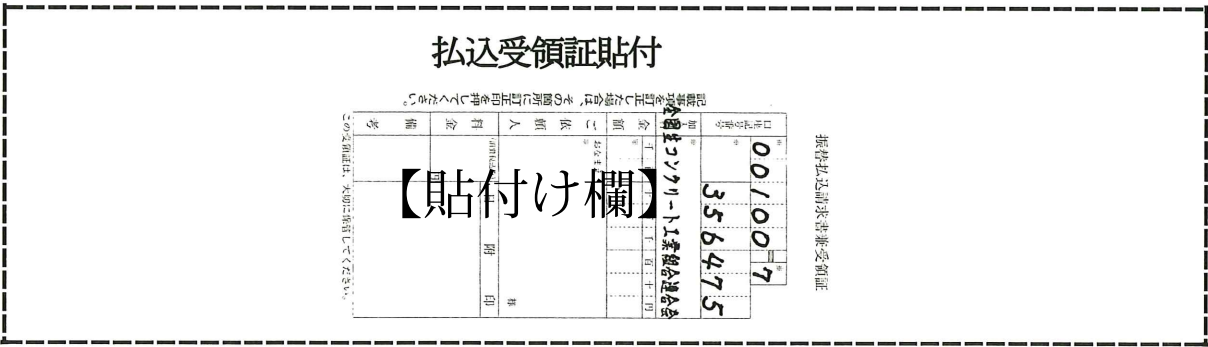 払込受領証貼付
【貼付け欄】
振替払込請求書兼受領証
口座記号番号
00100=7
356475
加入者名
全国生コンクリート工業組合連合会
金額
千百十万千百十円
ご依頼人
おなまえ
様
料金
日附印
備考
この受領証は、大切に保管してください。
記載事項を訂正した場合は、その箇所に訂正印を押してください。